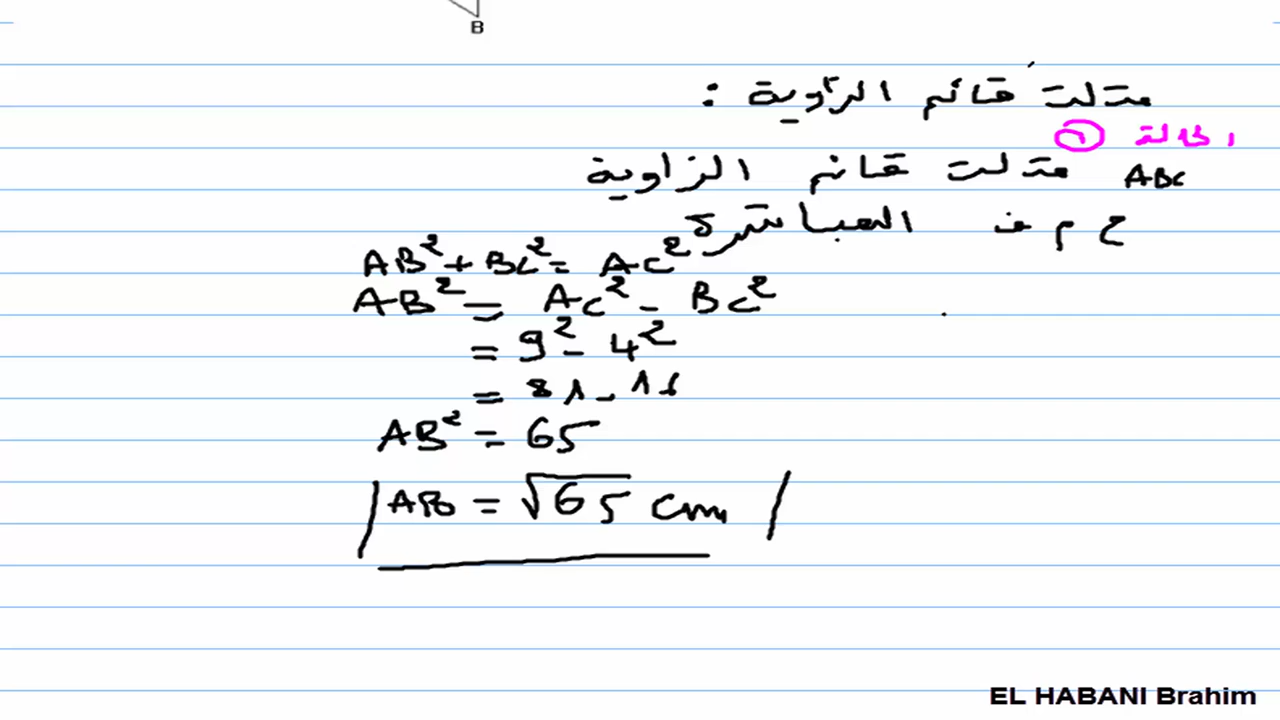 B
مثلث قائم الزاوية :
الحالة ①
ABC مثلث قائم الزاوية
ح م ف المباشرة
AB² + BC² = AC²
AB² = AC² - BC²
= 9² - 4²
= 81 - 16
AB² = 65
AB = √65 cm
EL HABANI Brahim